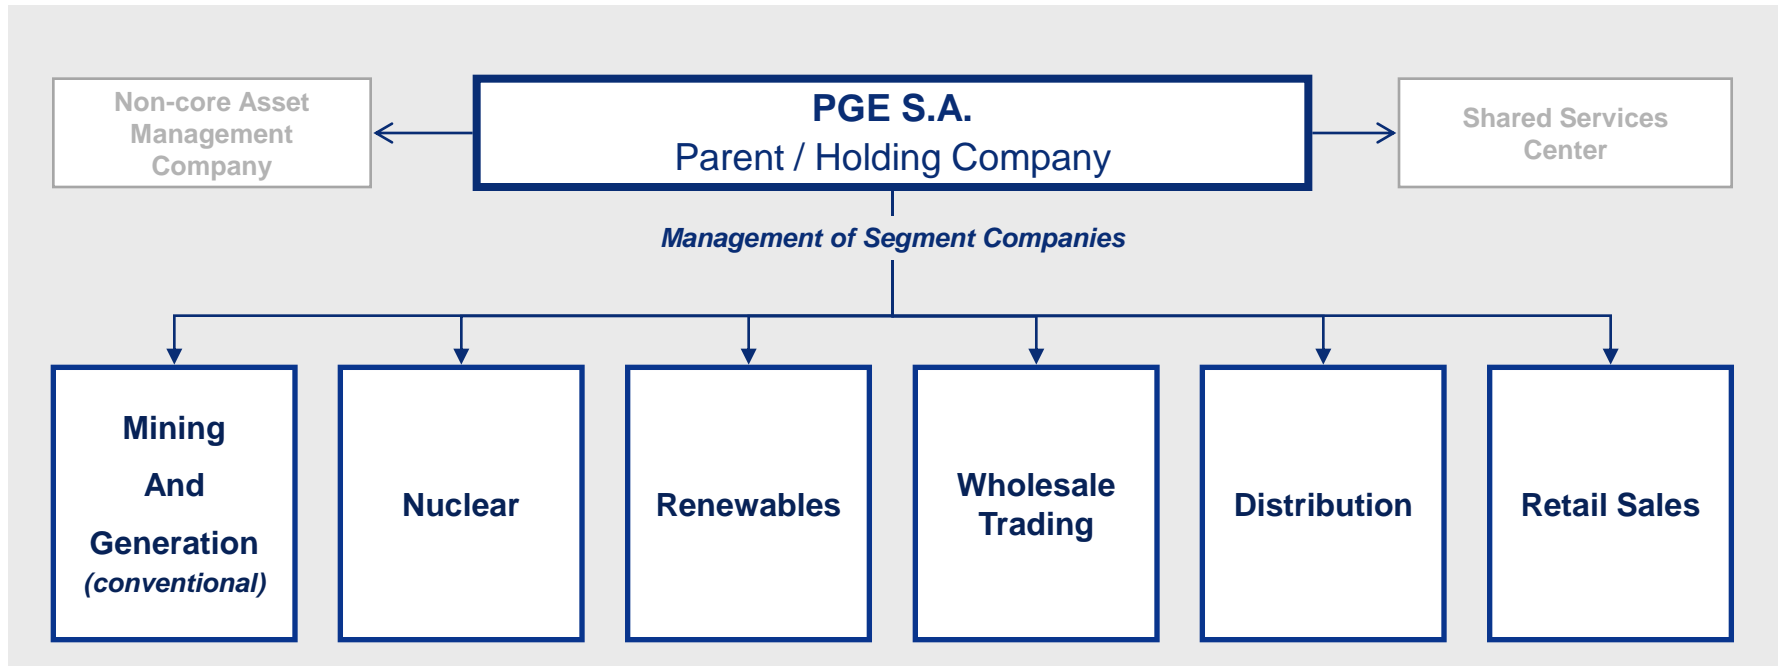 Non-core Asset
Management
Company
PGE S.A.
Parent / Holding Company
Shared Services
Center
Management of Segment Companies
Mining
And
Generation
(conventional)
Nuclear
Renewables
Wholesale
Trading
Distribution
Retail Sales